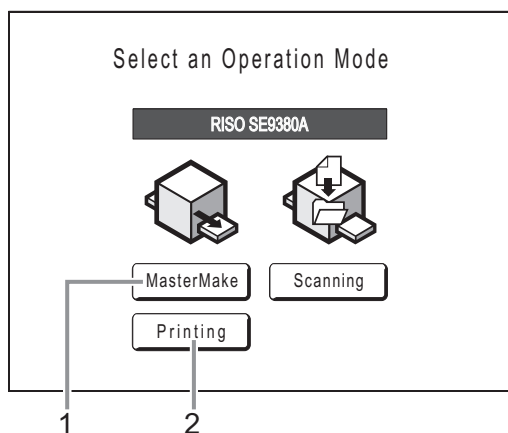 Select an Operation Mode
RISO SE9380A
MasterMake Scanning
Printing
1 2